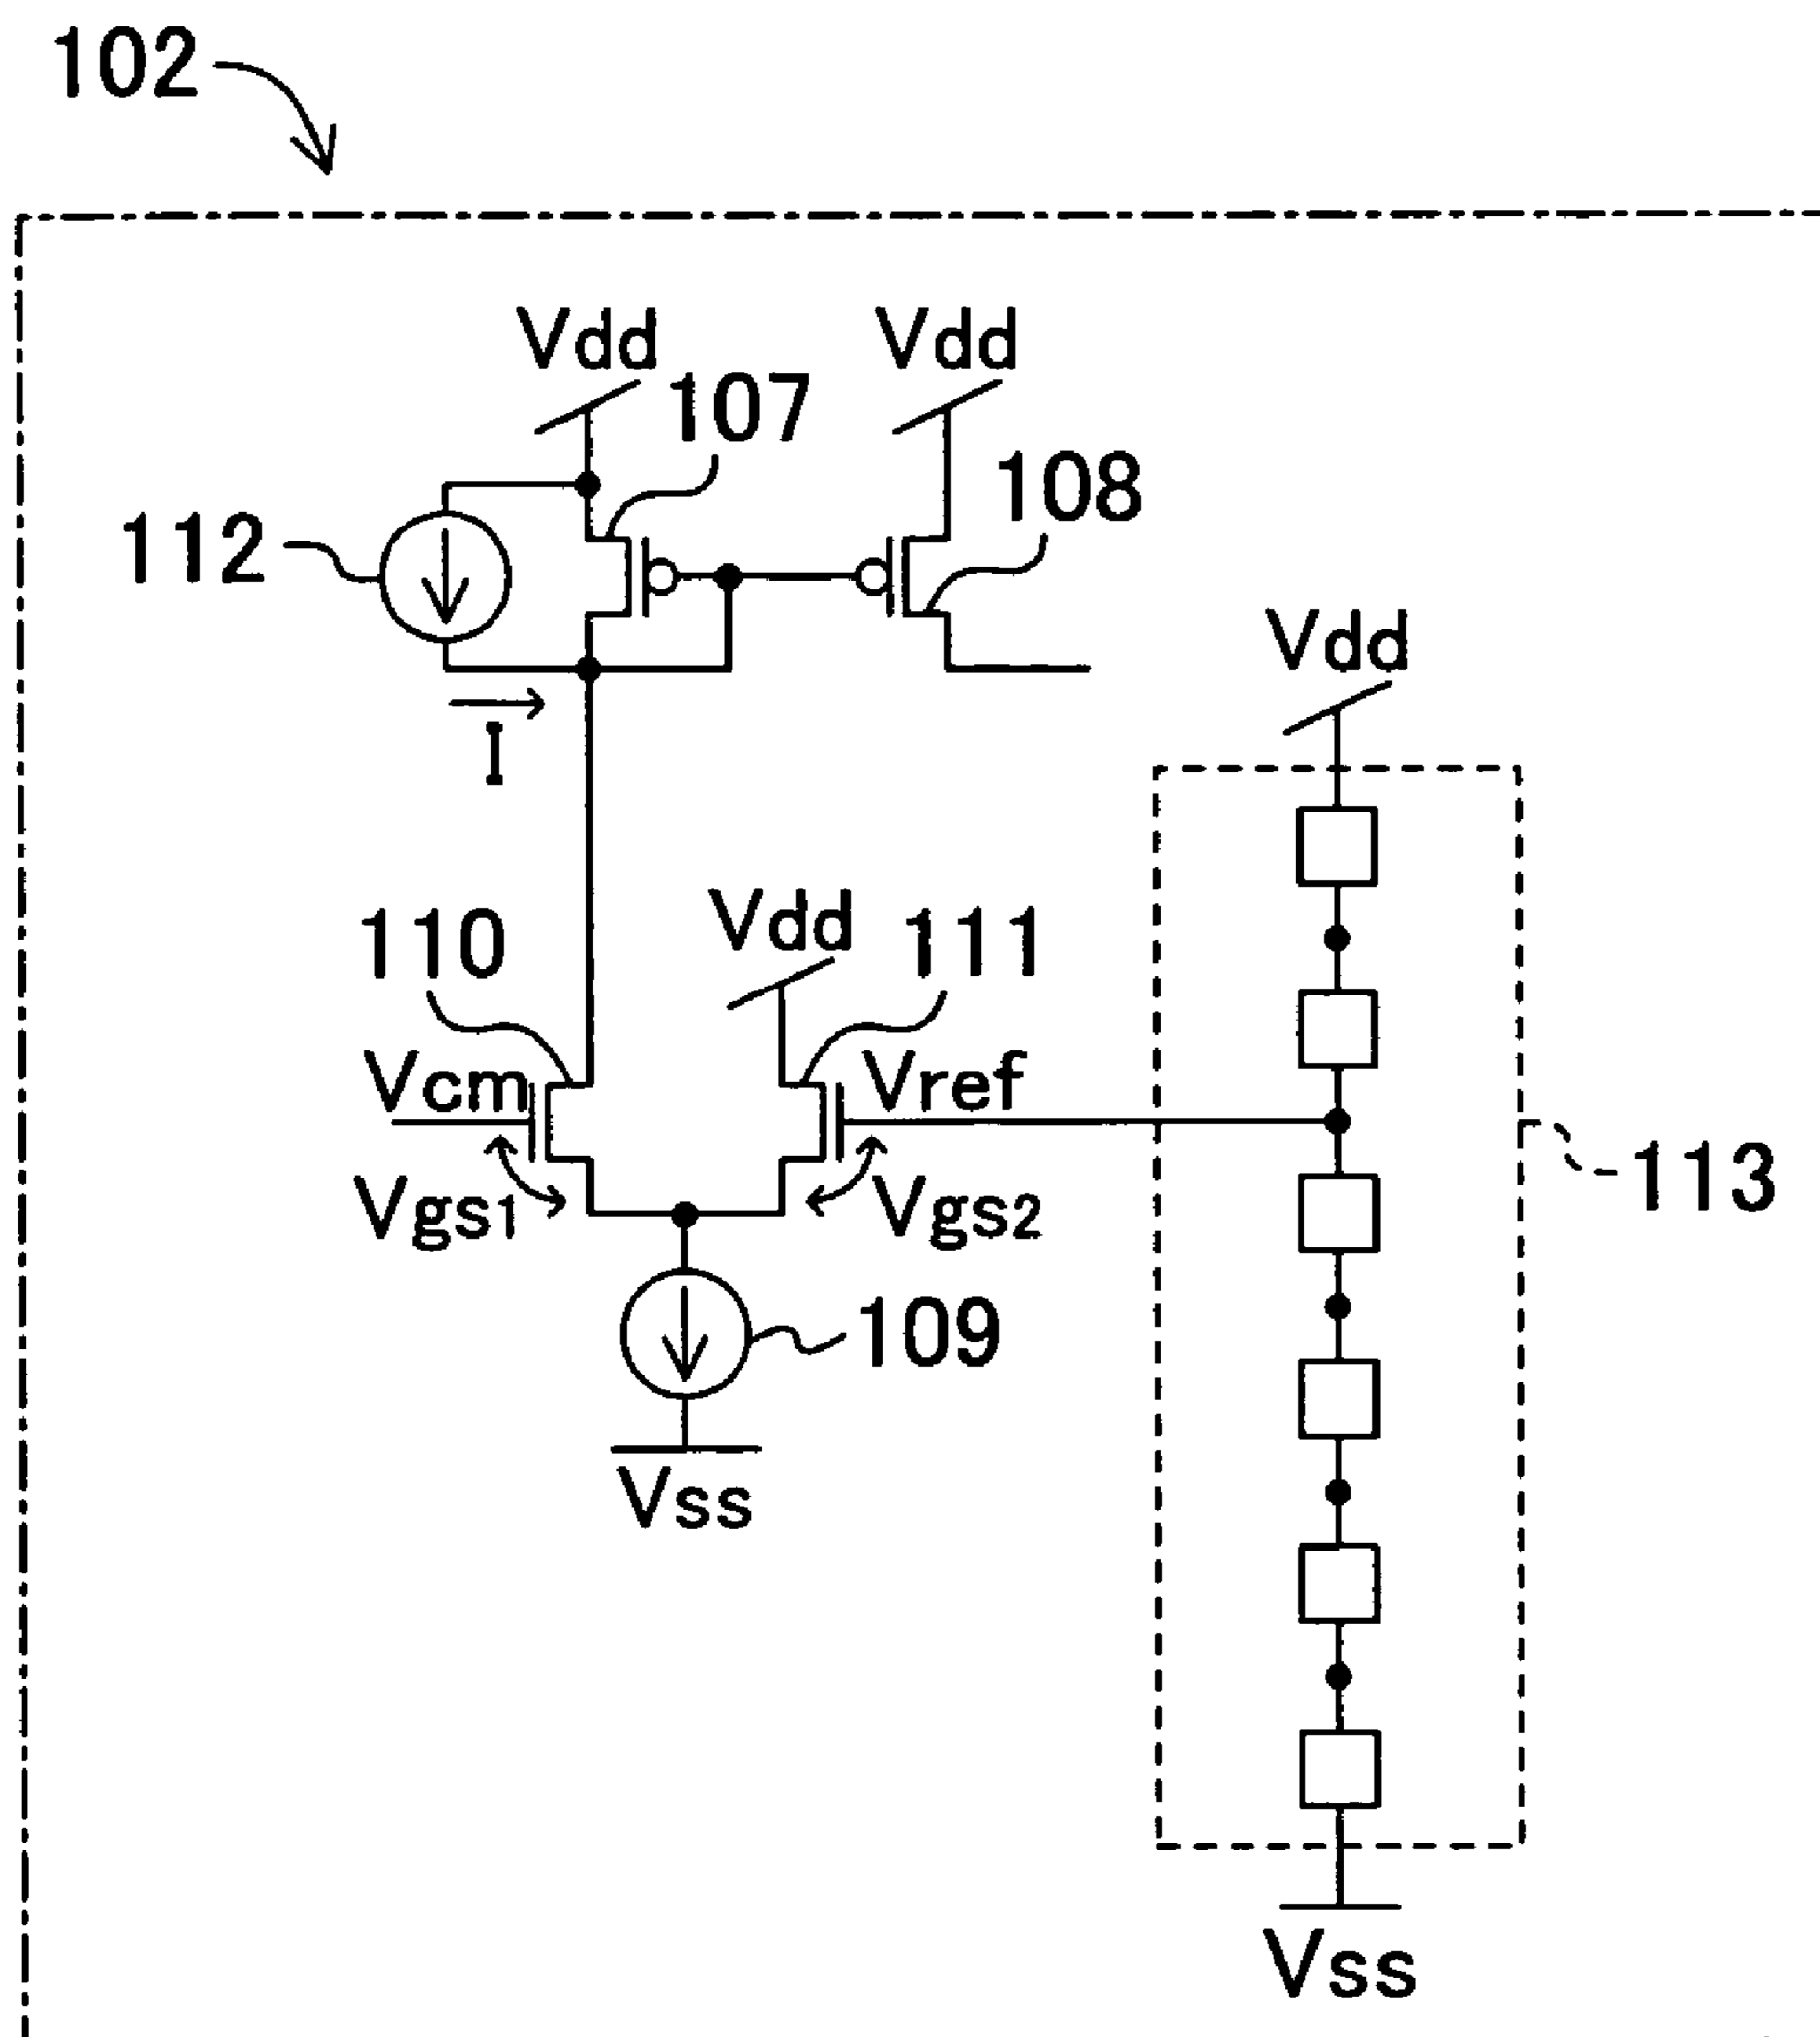 102
Vdd
Vdd
107
108
112
I
Vdd
Vdd
110
111
Vcm
Vref
113
Vgs1
Vgs2
109
Vss
Vss